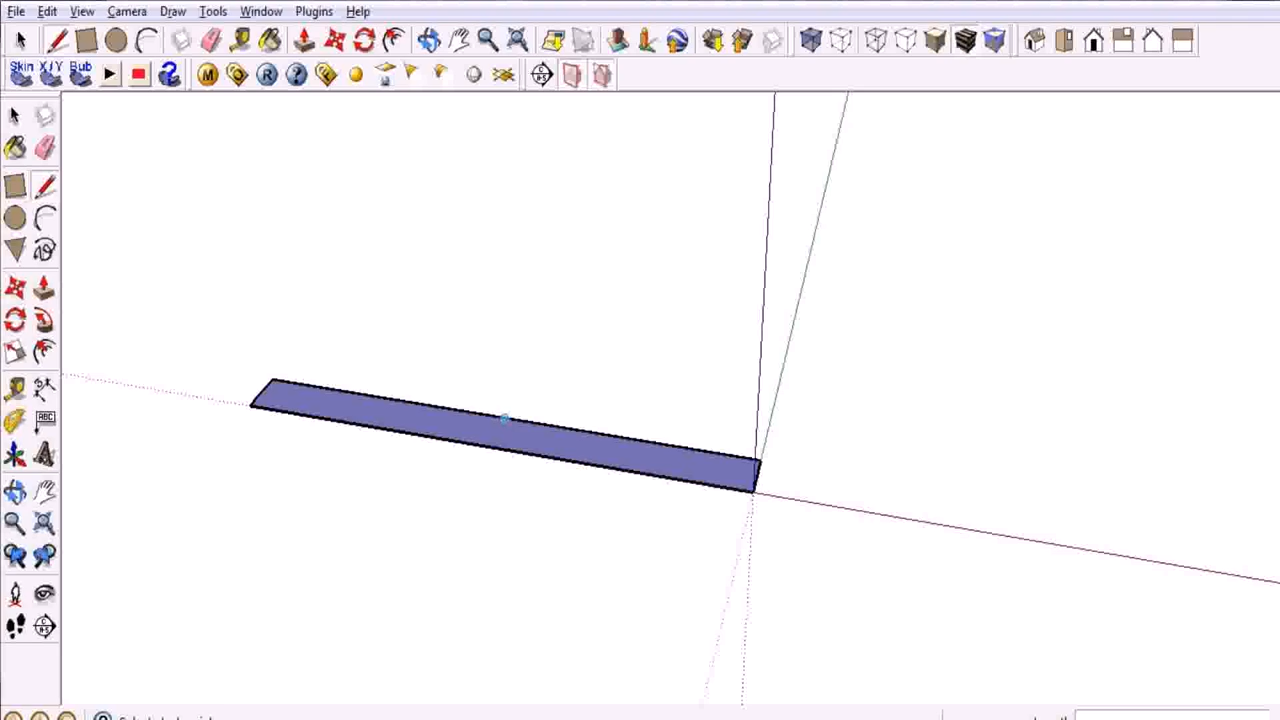 File Edit View Camera Draw Tools Window Plugins Help
Skin X/Y Bub
M O R ? L
C
A-S
ABC
C
A-S